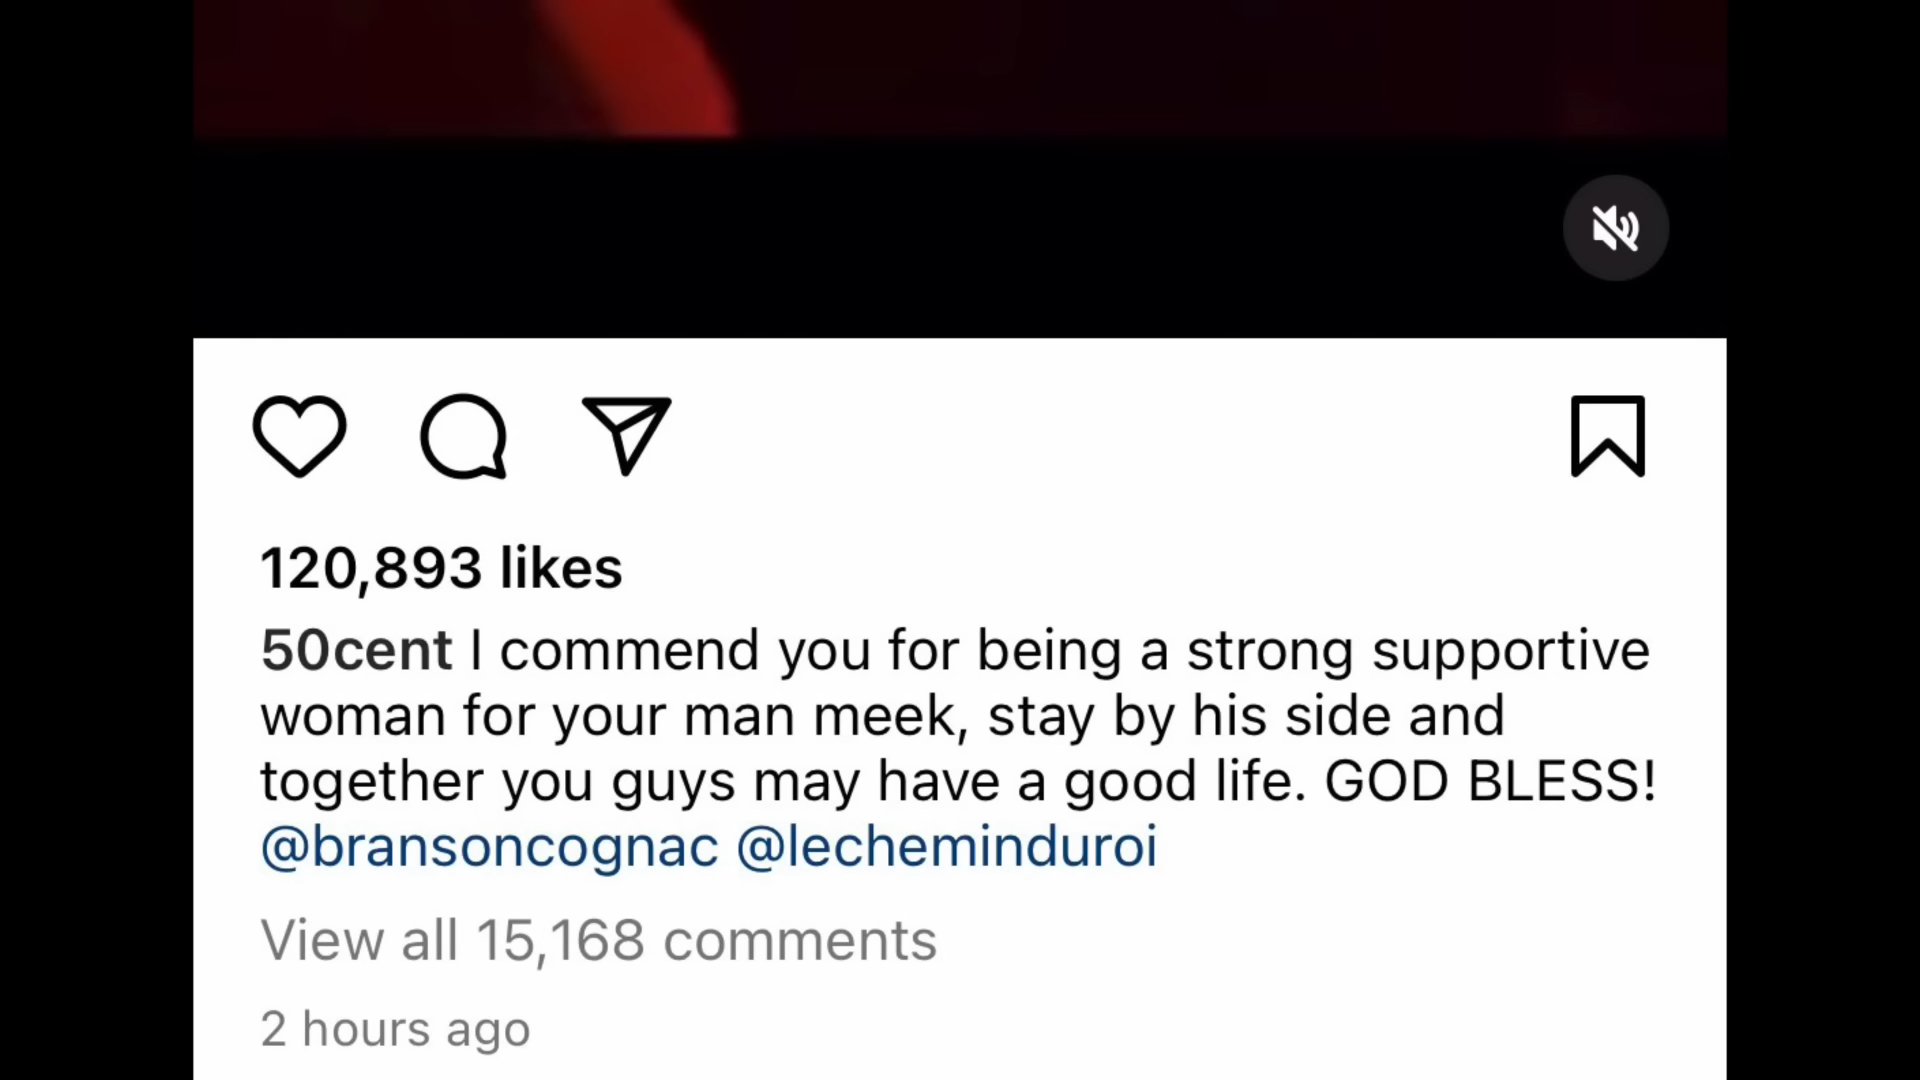 120,893 likes
50cent I commend you for being a strong supportive
woman for your man meek, stay by his side and
together you guys may have a good life. GOD BLESS!
@bransoncognac @lecheminduroi
View all 15,168 comments
2 hours ago